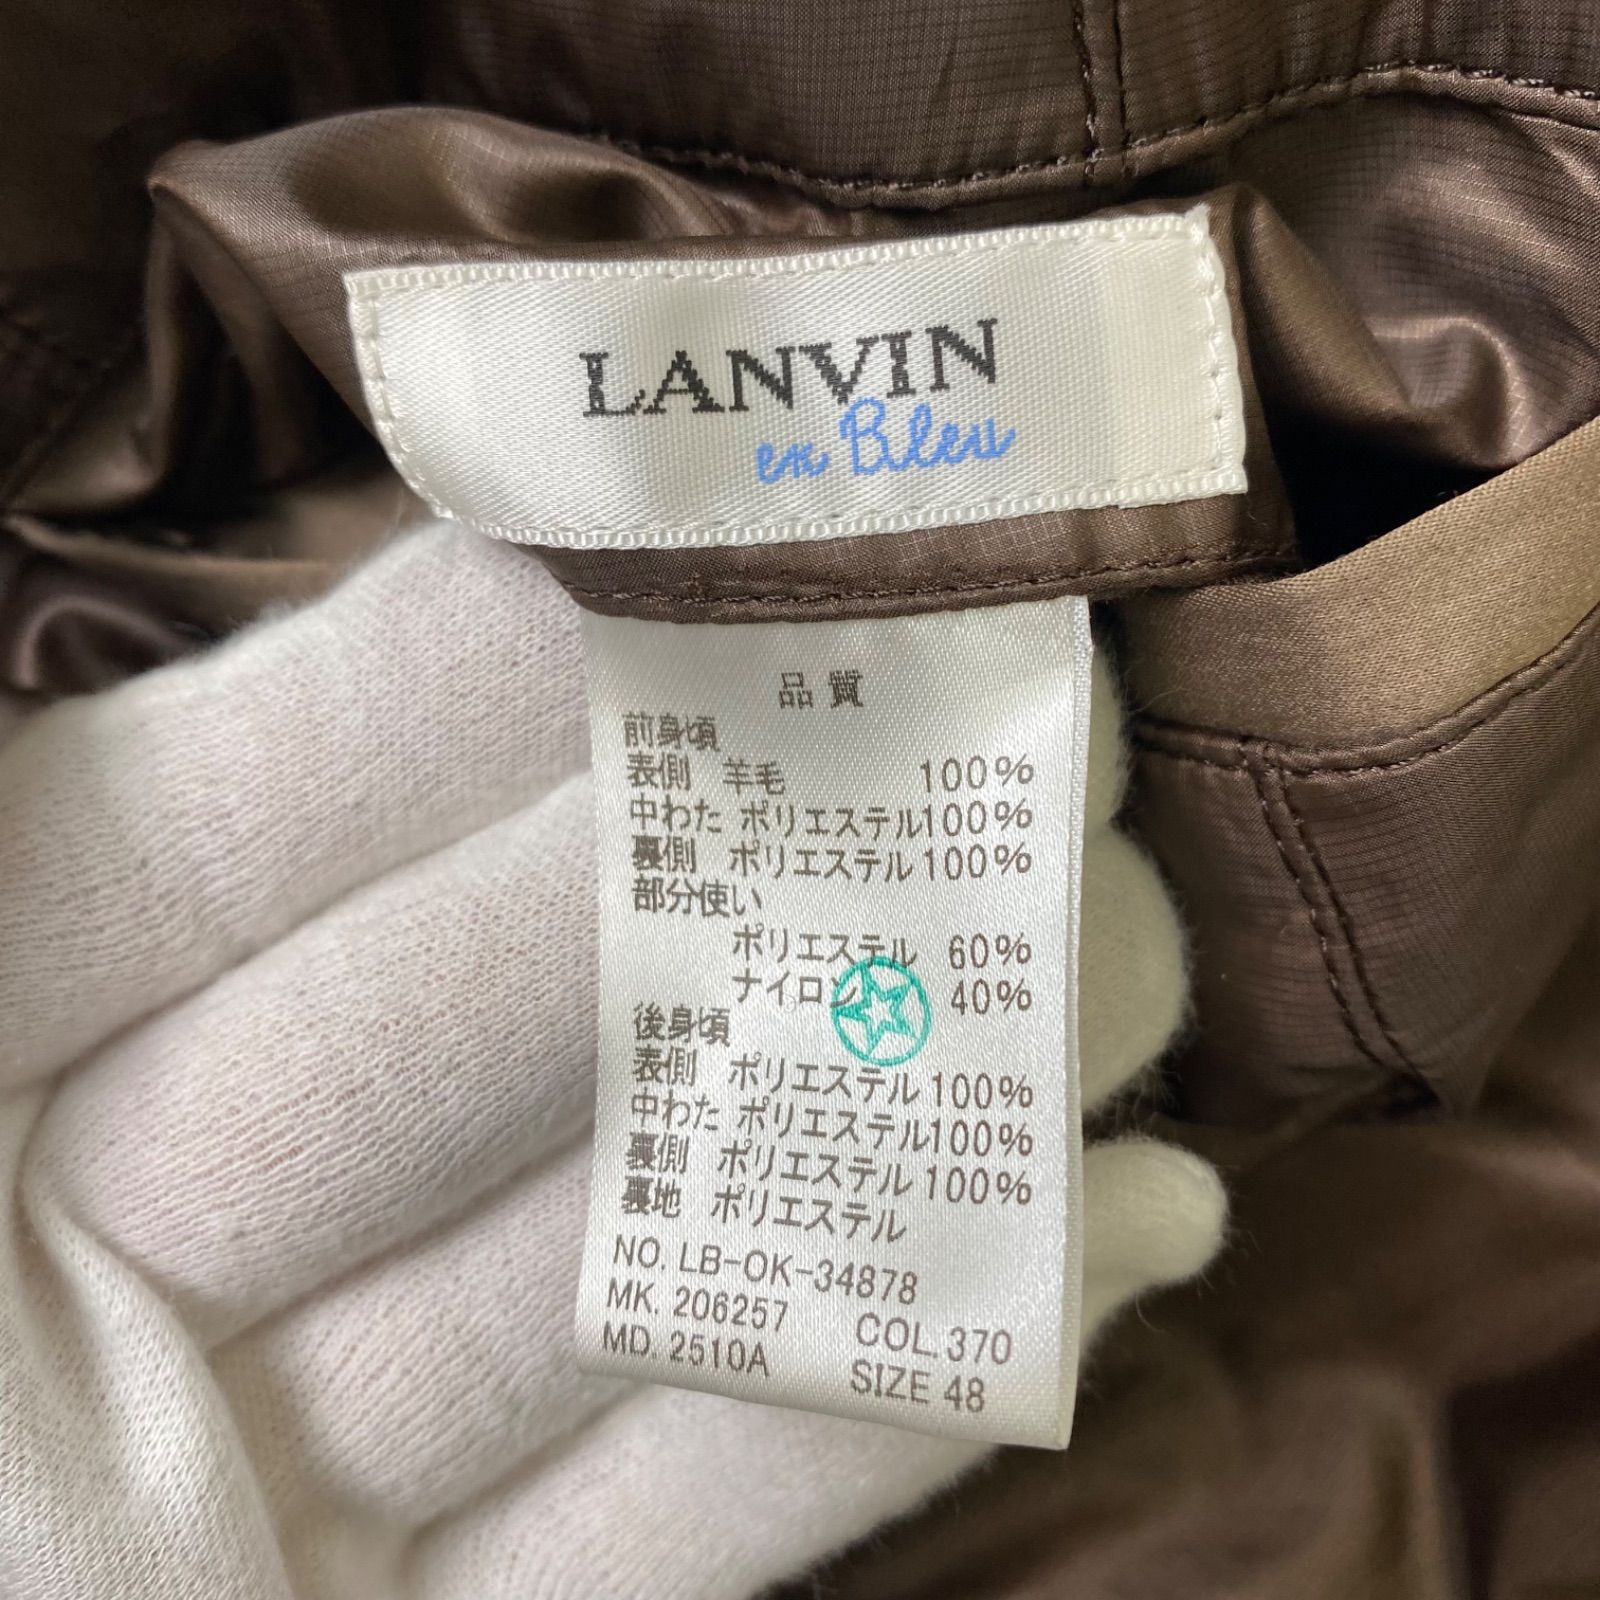 LANVIN
en Bleu
品質
前身頃
表側 羊毛 100%
中わた ポリエステル100%
裏側 ポリエステル100%
部分使い
ポリエステル 60%
ナイロン 40%
後身頃
表側 ポリエステル100%
中わた ポリエステル100%
裏側 ポリエステル100%
裏地 ポリエステル
NO. LB-OK-34878
MK. 206257 COL.370
MD. 2510A SIZE 48